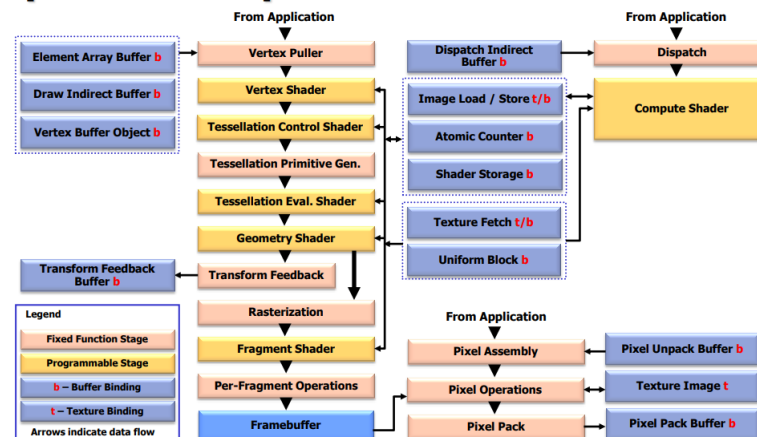 From Application
From Application
Element Array Buffer b
Vertex Puller
Dispatch Indirect
Buffer b
Dispatch
Draw Indirect Buffer b
Vertex Shader
Image Load / Store t/b
Compute Shader
Vertex Buffer Object b
Tessellation Control Shader
Atomic Counter b
Tessellation Primitive Gen.
Shader Storage b
Tessellation Eval. Shader
Texture Fetch t/b
Geometry Shader
Uniform Block b
Transform Feedback
Buffer b
Transform Feedback
Legend
Rasterization
From Application
Fixed Function Stage
Programmable Stage
Fragment Shader
Pixel Assembly
Pixel Unpack Buffer b
b – Buffer Binding
Per-Fragment Operations
Pixel Operations
Texture Image t
t – Texture Binding
Framebuffer
Pixel Pack
Pixel Pack Buffer b
Arrows indicate data flow